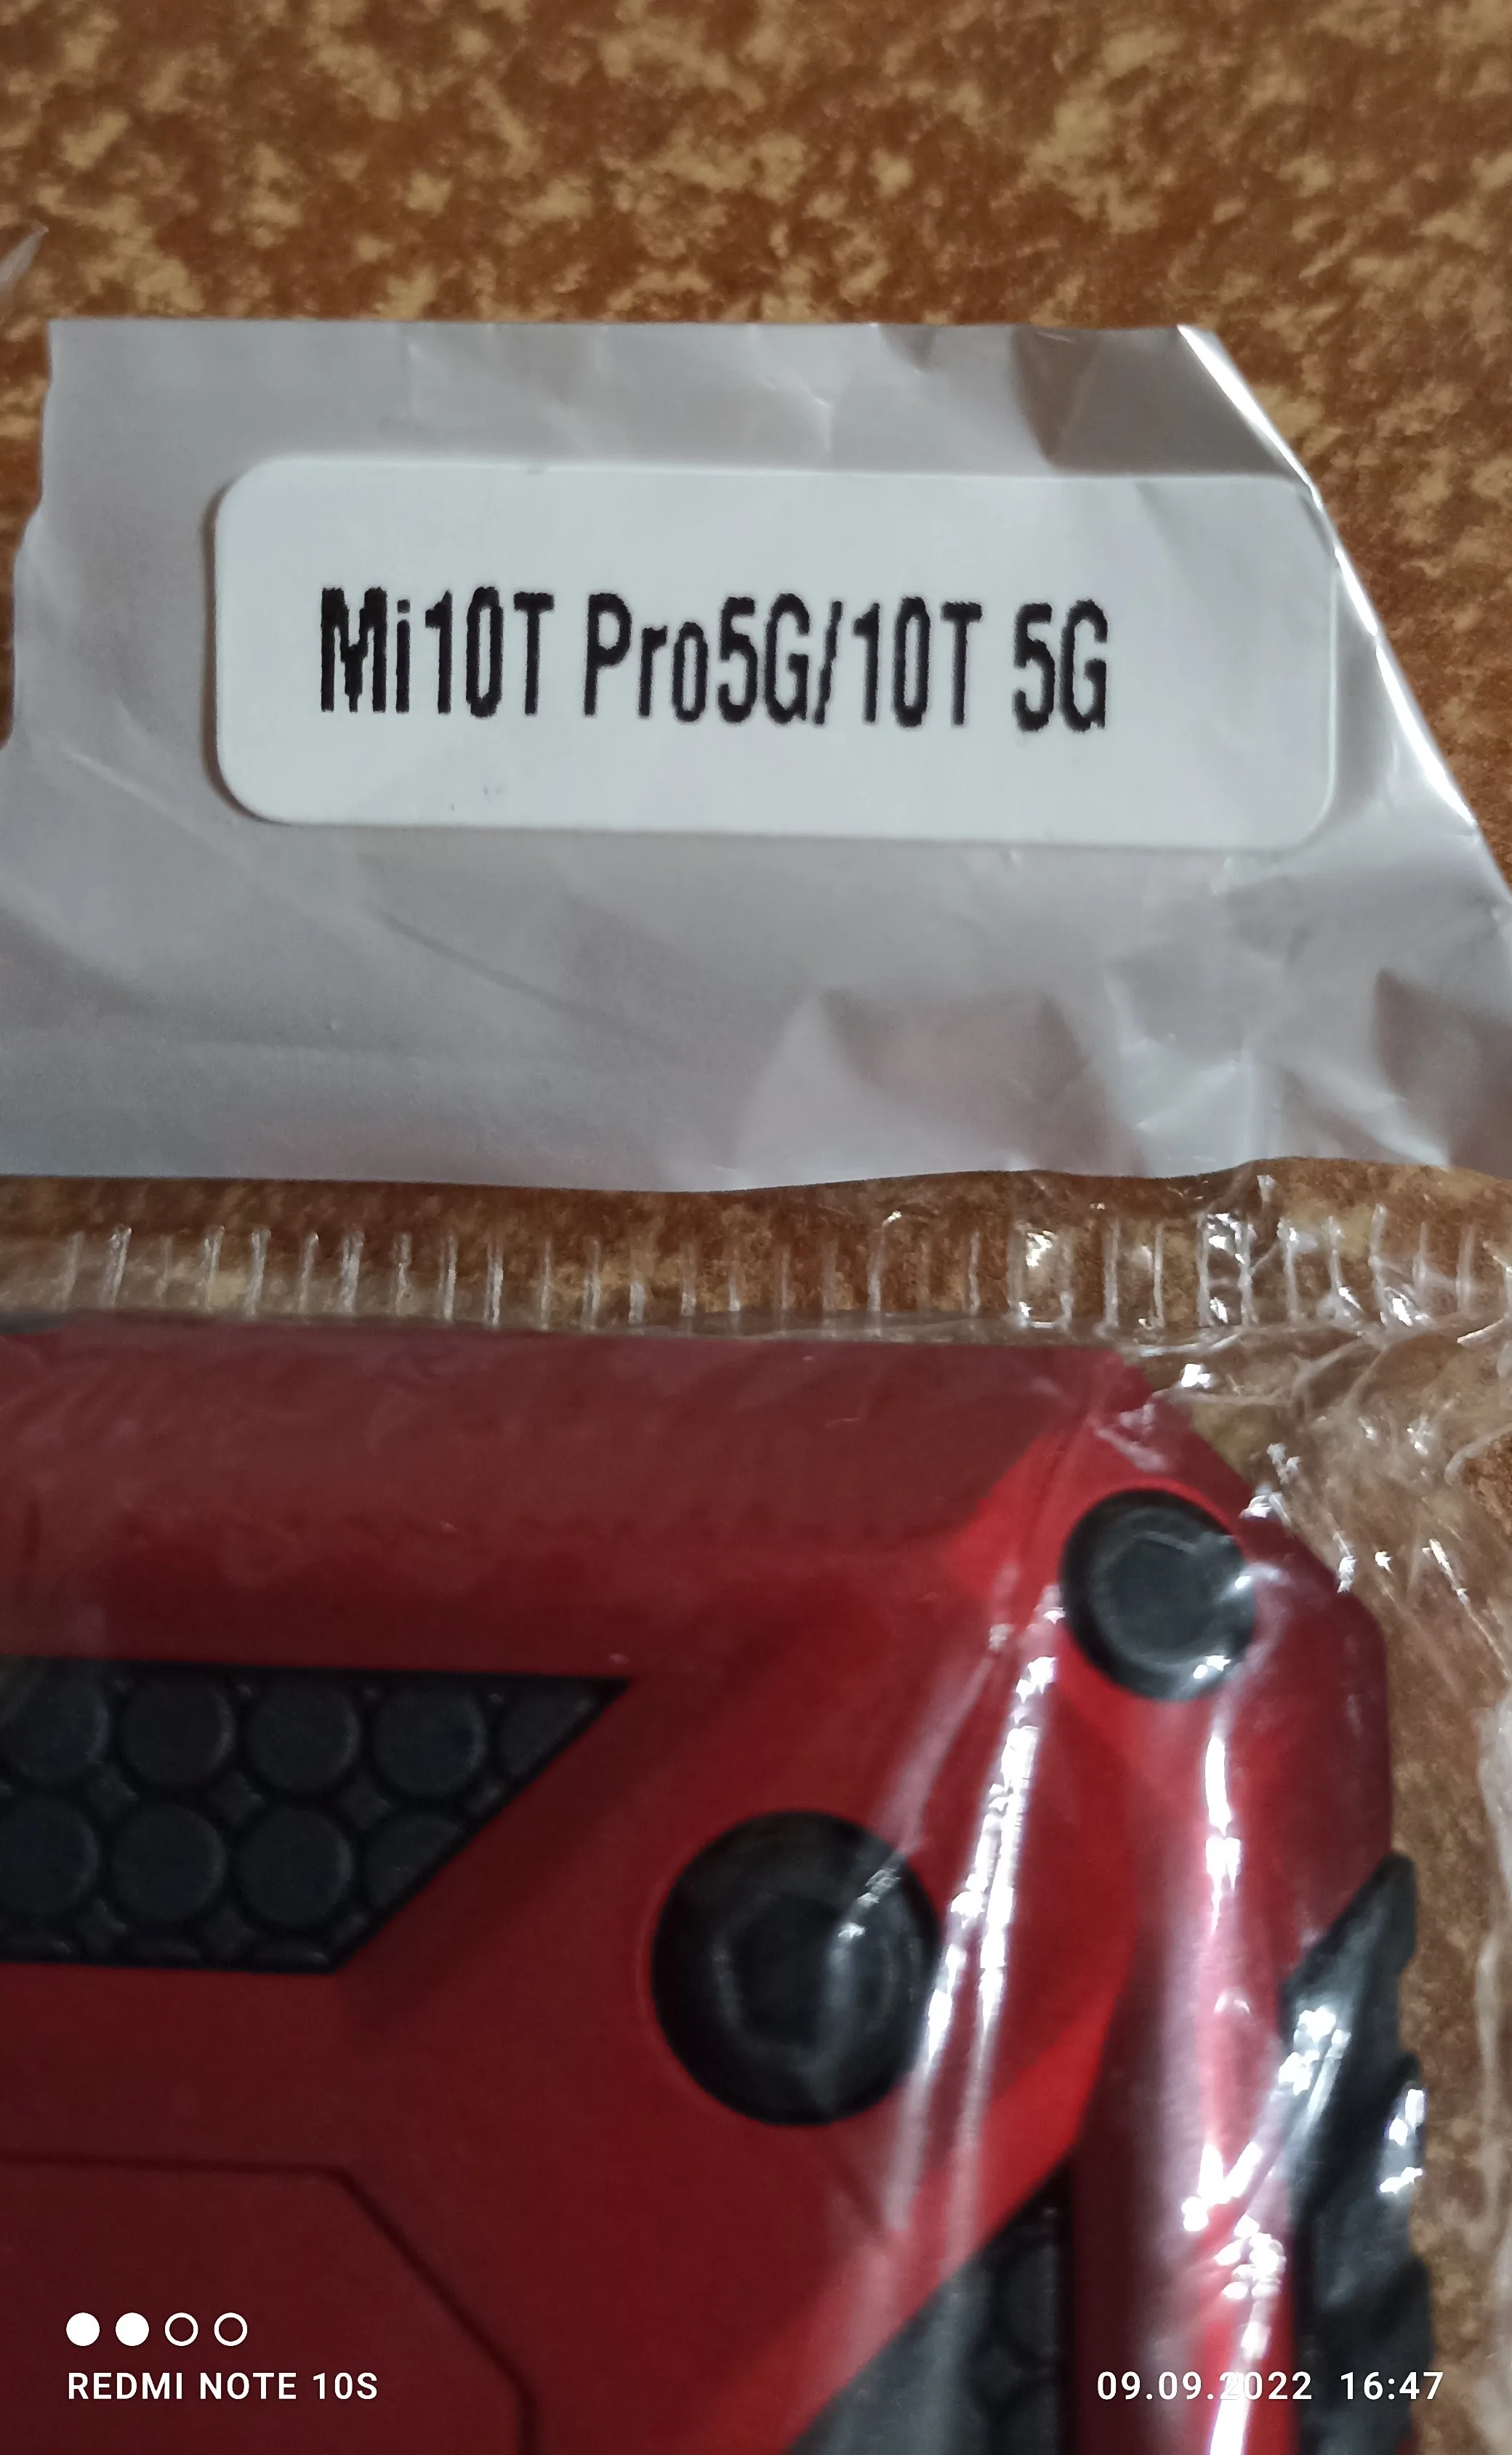 Mi10T Pro5G/10T 5G
REDMI NOTE 10S
09.09.2022 16:47